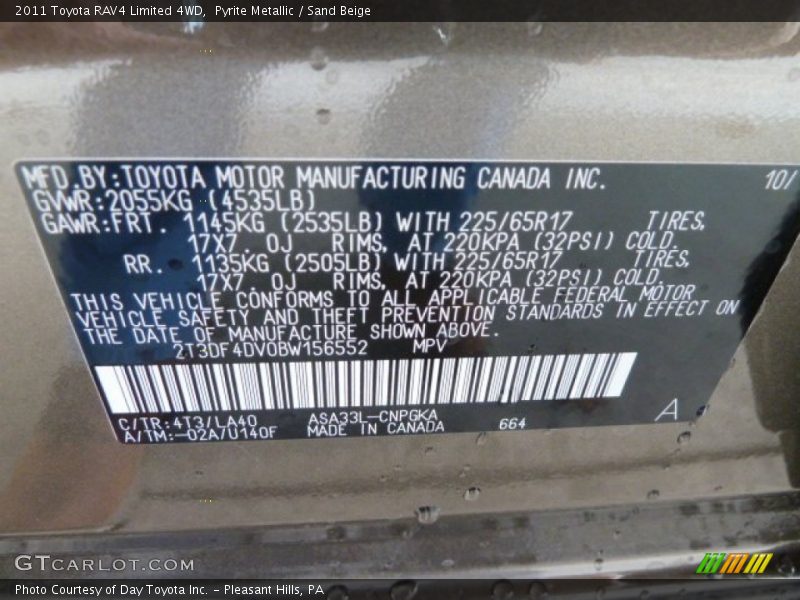 2011 Toyota RAV4 Limited 4WD, Pyrite Metallic / Sand Beige
MFD.BY:TOYOTA MOTOR MANUFACTURING CANADA INC. 10/
GVWR:2055KG (4535LB)
GAWR:FRT. 1145KG (2535LB) WITH 225/65R17 TIRES,
17X7. OJ RIMS, AT 220KPA (32PSI) COLD.
RR. 1135KG (2505LB) WITH 225/65R17 TIRES,
17X7. OJ RIMS, AT 220KPA (32PSI) COLD.
THIS VEHICLE CONFORMS TO ALL APPLICABLE FEDERAL MOTOR
VEHICLE SAFETY AND THEFT PREVENTION STANDARDS IN EFFECT ON
THE DATE OF MANUFACTURE SHOWN ABOVE.
2T3DF4DV0BW156552 MPV
C/TR:4T3/LA40 ASA33L-CNPGKA A
A/TM:-02A/U140F MADE IN CANADA 664
GTCARLOT.COM
Photo Courtesy of Day Toyota Inc. - Pleasant Hills, PA